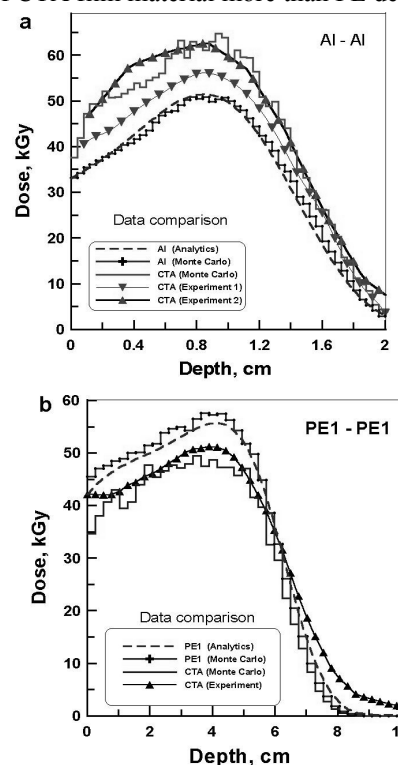 a
Al - Al
60
50
40
30
20
10
0
Dose, kGy
Data comparison
Al (Analytics)
Al (Monte Carlo)
CTA (Monte Carlo)
CTA (Experiment 1)
CTA (Experiment 2)
0 0.4 0.8 1.2 1.6 2
Depth, cm
b
PE1 - PE1
60
50
40
30
20
10
0
Dose, kGy
Data comparison
PE1 (Analytics)
PE1 (Monte Carlo)
CTA (Monte Carlo)
CTA (Experiment)
0 2 4 6 8
Depth, cm